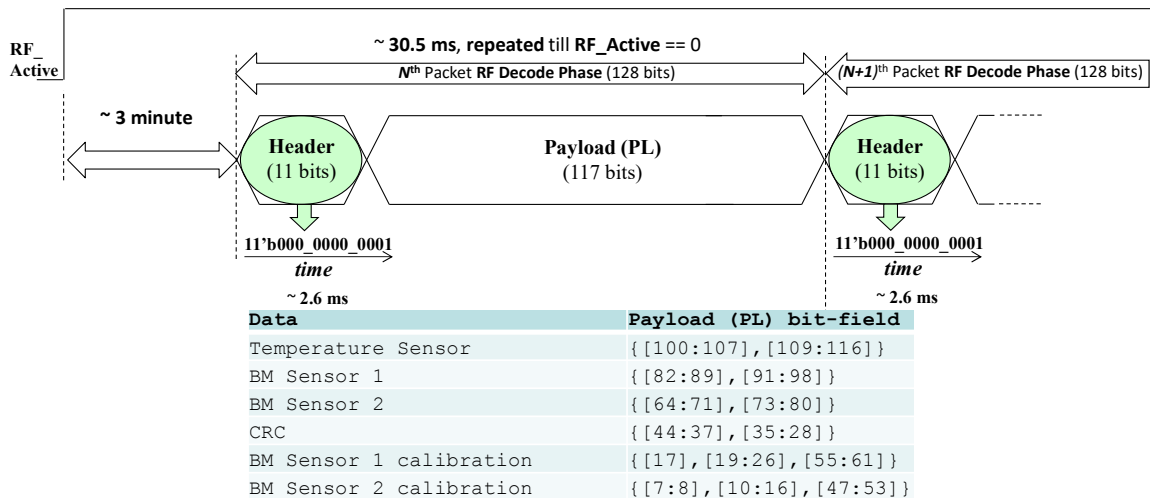 RF_
Active
~ 30.5 ms, repeated till RF_Active == 0
Nth Packet RF Decode Phase (128 bits)
(N+1)th Packet RF Decode Phase (128 bits)
~ 3 minute
Header
(11 bits)
Payload (PL)
(117 bits)
Header
(11 bits)
11'b000_0000_0001
time
~ 2.6 ms
11'b000_0000_0001
time
~ 2.6 ms
Data Payload (PL) bit-field
Temperature Sensor {[100:107],[109:116]}
BM Sensor 1 {[82:89],[91:98]}
BM Sensor 2 {[64:71],[73:80]}
CRC {[44:37],[35:28]}
BM Sensor 1 calibration {[17],[19:26],[55:61]}
BM Sensor 2 calibration {[7:8],[10:16],[47:53]}